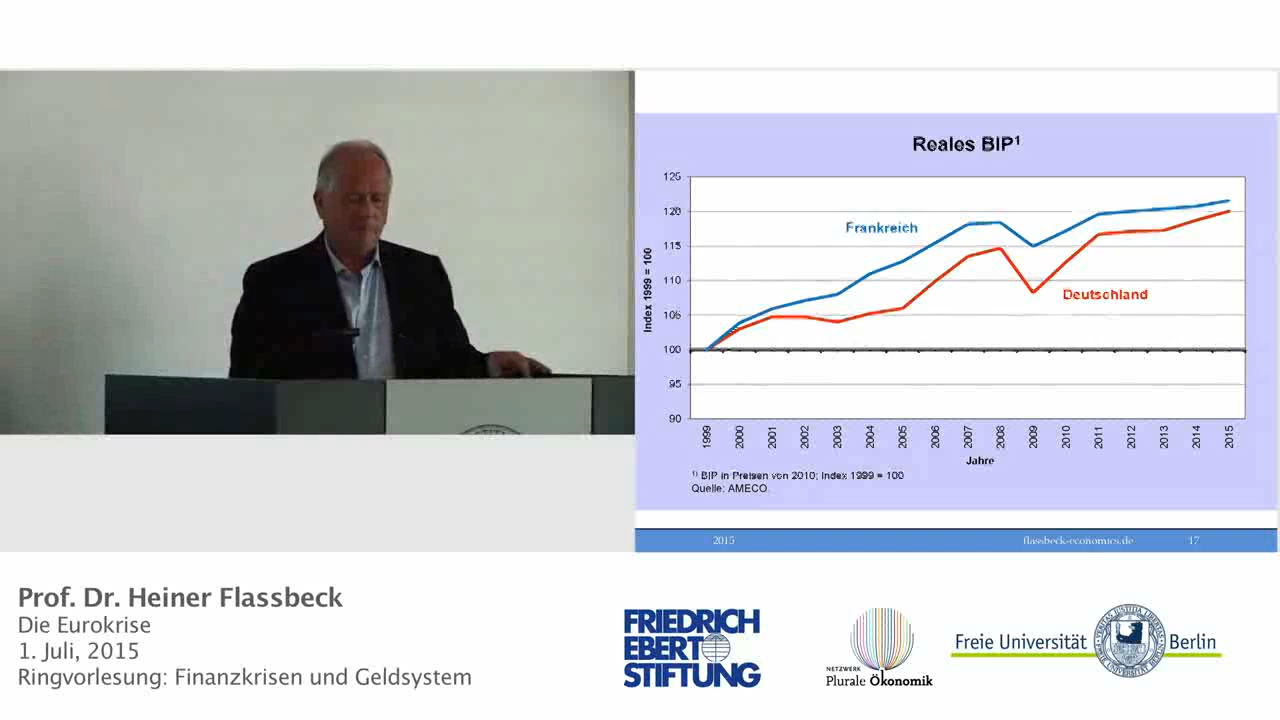 Reales BIP¹
Index 1999 = 100
125
120
115
110
105
100
95
90
Frankreich
Deutschland
1999 2000 2001 2002 2003 2004 2005 2006 2007 2008 2009 2010 2011 2012 2013 2014 2015
Jahre
¹⁾ BIP in Preisen von 2010; Index 1999 = 100
Quelle: AMECO.
2015 flassbeck-economics.de 17
Prof. Dr. Heiner Flassbeck
Die Eurokrise
1. Juli, 2015
Ringvorlesung: Finanzkrisen und Geldsystem
FRIEDRICH
EBERT
STIFTUNG
NETZWERK
Plurale Ökonomik
Freie Universität Berlin